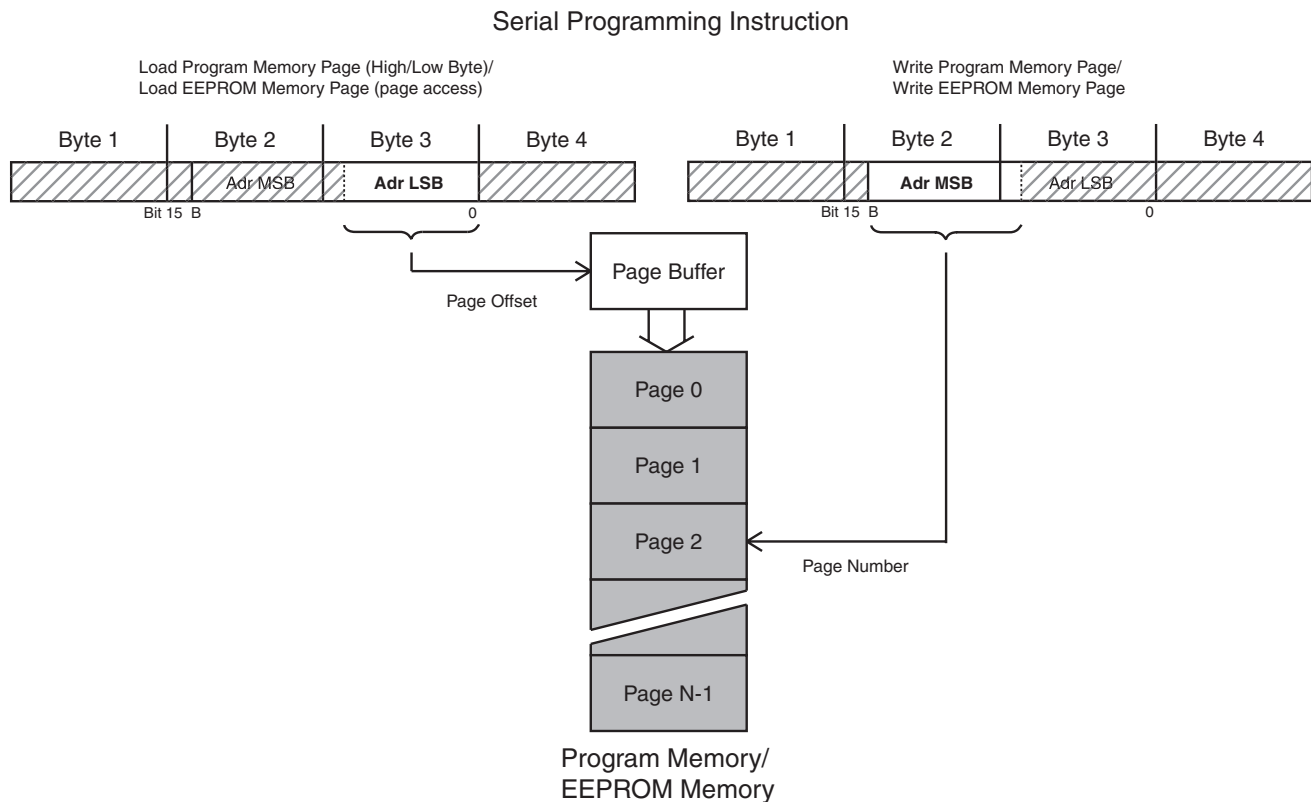 Serial Programming Instruction
Load Program Memory Page (High/Low Byte)/
Load EEPROM Memory Page (page access)
Write Program Memory Page/
Write EEPROM Memory Page
Byte 1 Byte 2 Byte 3 Byte 4
Byte 1 Byte 2 Byte 3 Byte 4
Adr MSB Adr LSB
Adr MSB Adr LSB
Bit 15 B 0
Bit 15 B 0
Page Buffer
Page Offset
Page 0
Page 1
Page 2
Page Number
Page N-1
Program Memory/
EEPROM Memory